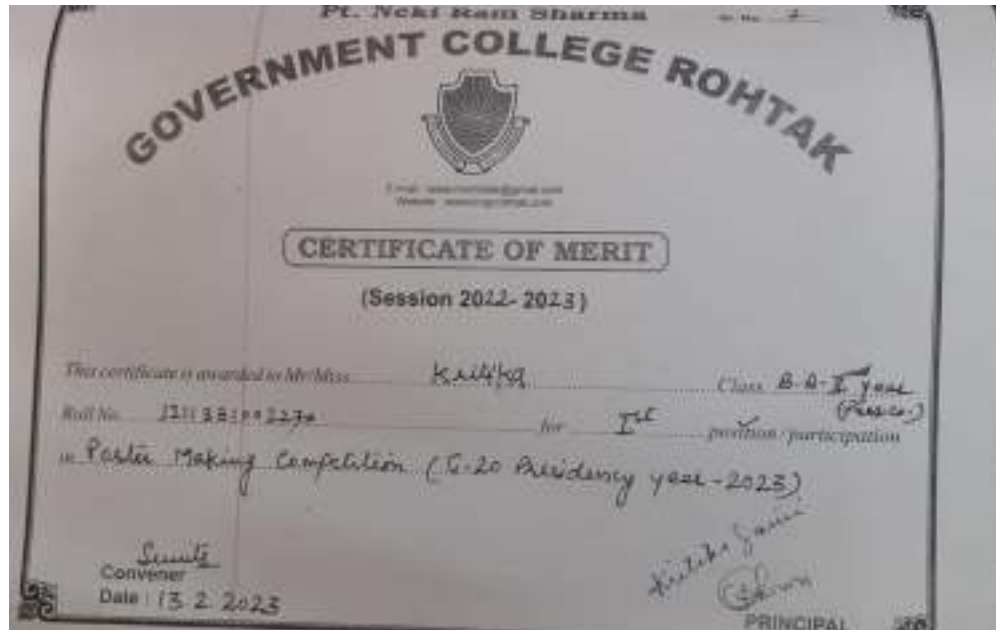 Pt. Neki Ram Sharma
GOVERNMENT COLLEGE ROHTAK
CERTIFICATE OF MERIT
(Session 2022-2023)
This certificate is awarded to Mr/Miss Kritika Class B.A-I year
(Pass co.)
Roll No. for Ist position/participation
in Poster Making Competition (G-20 Presidency year-2023)
Convener
Date : 13.2.2023
PRINCIPAL